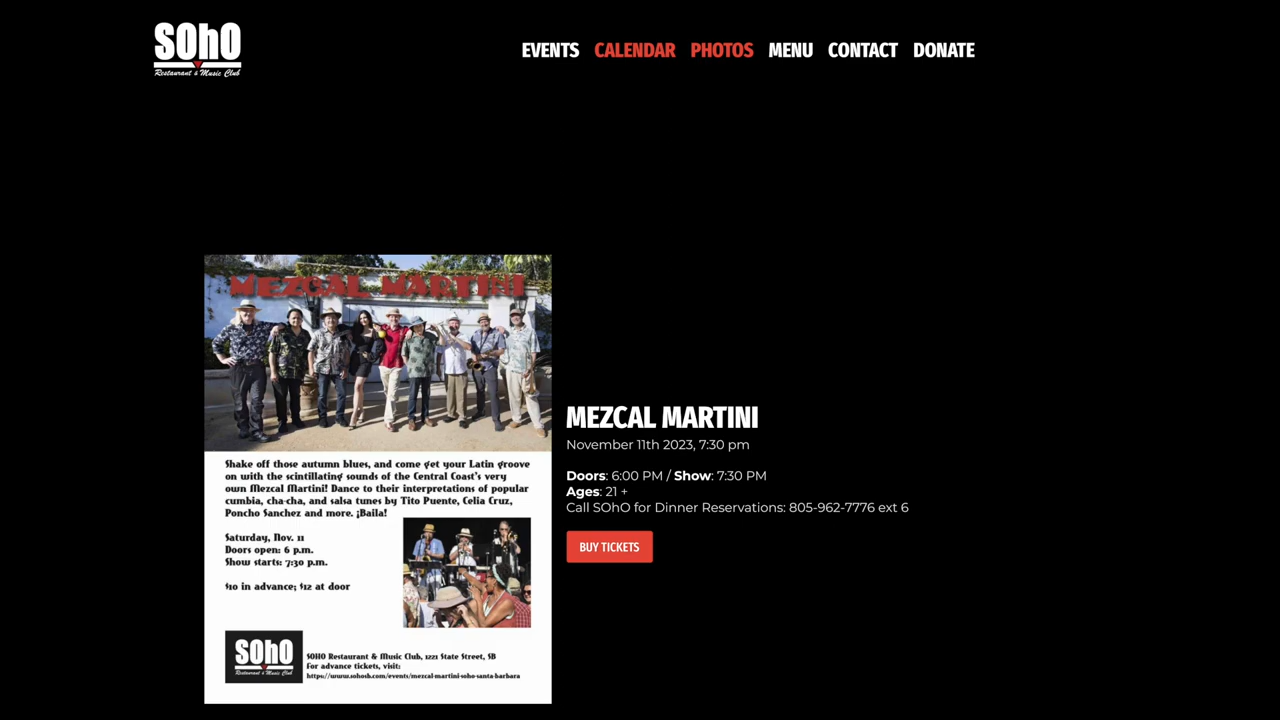 SOhO
Restaurant & Music Club
EVENTS CALENDAR PHOTOS MENU CONTACT DONATE
MEZCAL MARTINI
Shake off those autumn blues, and come get your Latin groove
on with the scintillating sounds of the Central Coast's very
own Mezcal Martini! Dance to their interpretations of popular
cumbia, cha-cha, and salsa tunes by Tito Puente, Celia Cruz,
Poncho Sanchez and more. ¡Baila!
Saturday, Nov. 11
Doors open: 6 p.m.
Show starts: 7:30 p.m.
$10 in advance; $12 at door
SOhO
Restaurant & Music Club
SOHO Restaurant & Music Club, 1221 State Street, SB
For advance tickets, visit:
https://www.sohosb.com/events/mezcal-martini-soho-santa-barbara
MEZCAL MARTINI
November 11th 2023, 7:30 pm
Doors: 6:00 PM / Show: 7:30 PM
Ages: 21 +
Call SOhO for Dinner Reservations: 805-962-7776 ext 6
BUY TICKETS